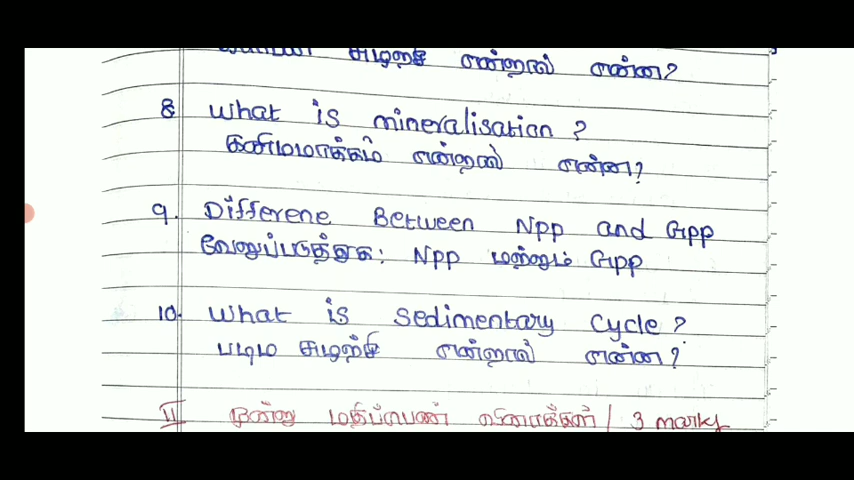 சுழற்சி என்றால் என்ன?
8 What is mineralisation ?
கனிமமாக்கம் என்றால் என்ன?
9. Differene Between Npp and Gpp
வேறுப்படுத்துக: Npp மற்றும் Gpp
10. What is sedimentary cycle?
படிம சுழற்சி என்றால் என்ன?
II மூன்று மதிப்பெண் வினாக்கள் / 3 marks